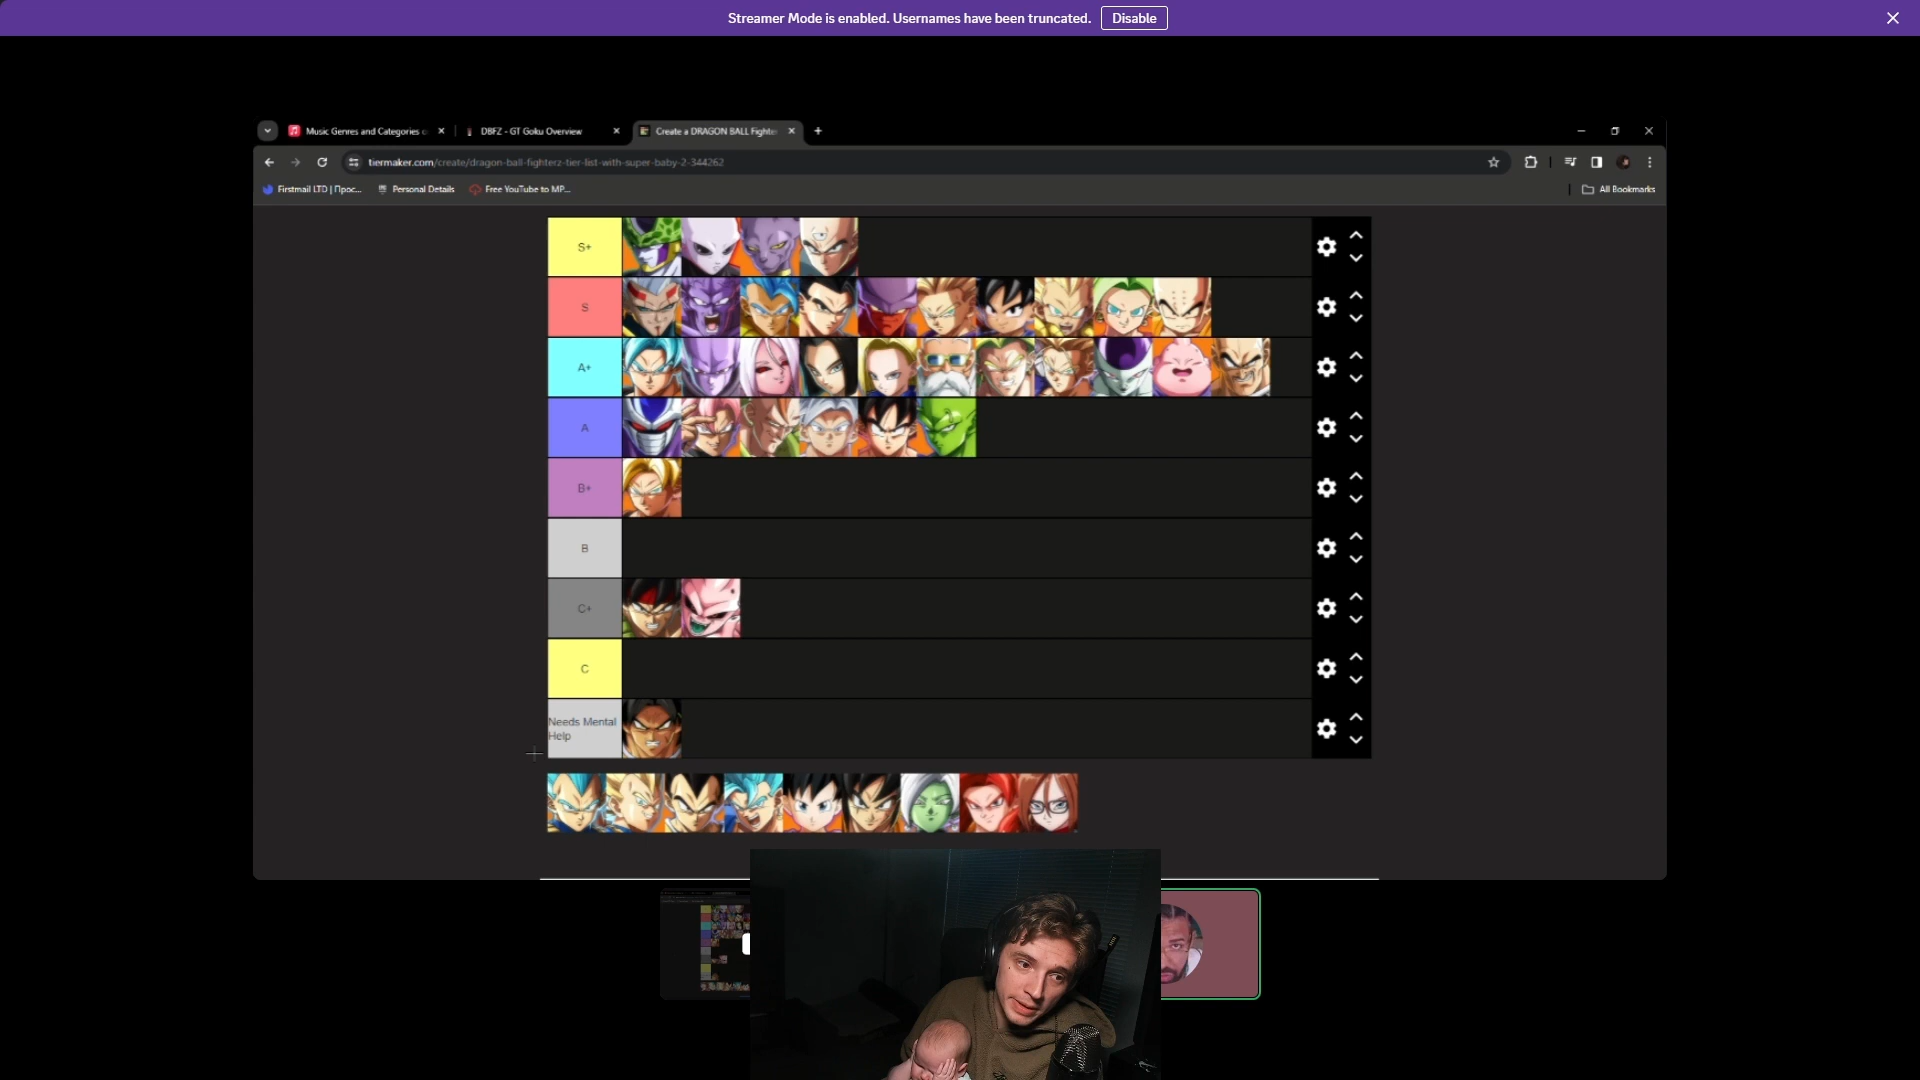 Streamer Mode is enabled. Usernames have been truncated. Disable
Music Genres and Categories
DBFZ - GT Goku Overview
Create a DRAGON BALL Fighte
tiermaker.com/create/dragon-ball-fighterz-tier-list-with-super-baby-2-344262
Firstmail LTD | Прос...
Personal Details
Free YouTube to MP...
All Bookmarks
S+
S
A+
A
B+
B
C+
C
Needs Mental
Help